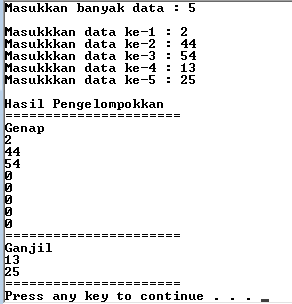 Masukkan banyak data : 5
Masukkkan data ke-1 : 2
Masukkkan data ke-2 : 44
Masukkkan data ke-3 : 54
Masukkkan data ke-4 : 13
Masukkkan data ke-5 : 25
Hasil Pengelompokkan
======================
Genap
2
44
54
0
0
0
0
0
======================
Ganjil
13
25
======================
Press any key to continue . . .